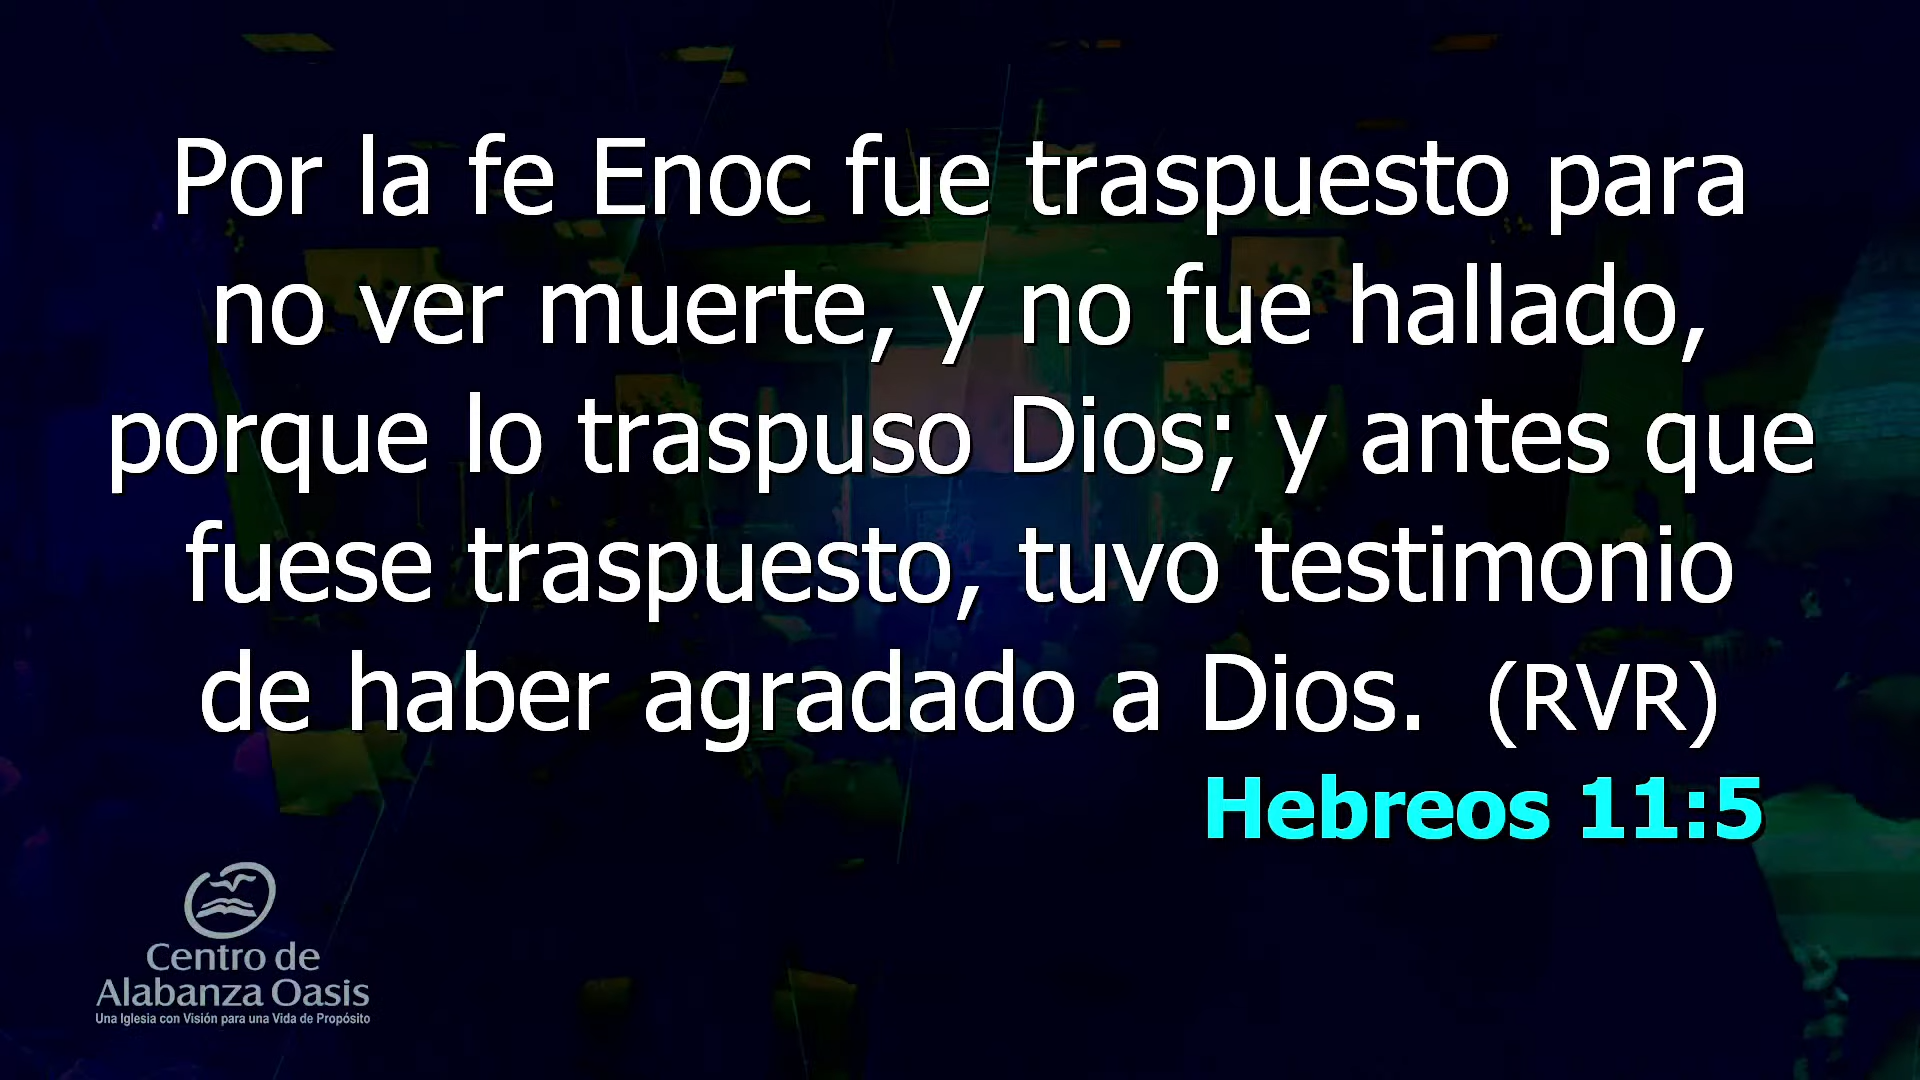 Por la fe Enoc fue traspuesto para
no ver muerte, y no fue hallado,
porque lo traspuso Dios; y antes que
fuese traspuesto, tuvo testimonio
de haber agradado a Dios. (RVR)
Hebreos 11:5
Centro de
Alabanza Oasis
Una Iglesia con Visión para una Vida de Propósito